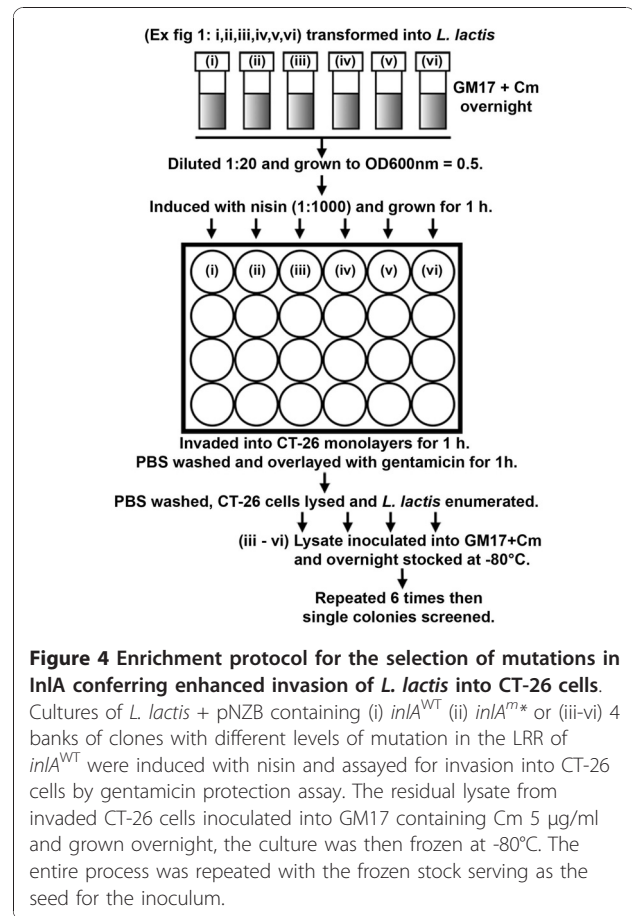 (Ex fig 1: i,ii,iii,iv,v,vi) transformed into L. lactis
(i) (ii) (iii) (iv) (v) (vi)
GM17 + Cm
overnight
Diluted 1:20 and grown to OD600nm = 0.5.
Induced with nisin (1:1000) and grown for 1 h.
(i) (ii) (iii) (iv) (v) (vi)
Invaded into CT-26 monolayers for 1 h.
PBS washed and overlayed with gentamicin for 1h.
PBS washed, CT-26 cells lysed and L. lactis enumerated.
(iii - vi) Lysate inoculated into GM17+Cm
and overnight stocked at -80°C.
Repeated 6 times then
single colonies screened.
Figure 4 Enrichment protocol for the selection of mutations in
InlA conferring enhanced invasion of L. lactis into CT-26 cells.
Cultures of L. lactis + pNZB containing (i) inlA^WT (ii) inlA^m* or (iii-vi) 4
banks of clones with different levels of mutation in the LRR of
inlA^WT were induced with nisin and assayed for invasion into CT-26
cells by gentamicin protection assay. The residual lysate from
invaded CT-26 cells inoculated into GM17 containing Cm 5 μg/ml
and grown overnight, the culture was then frozen at -80°C. The
entire process was repeated with the frozen stock serving as the
seed for the inoculum.